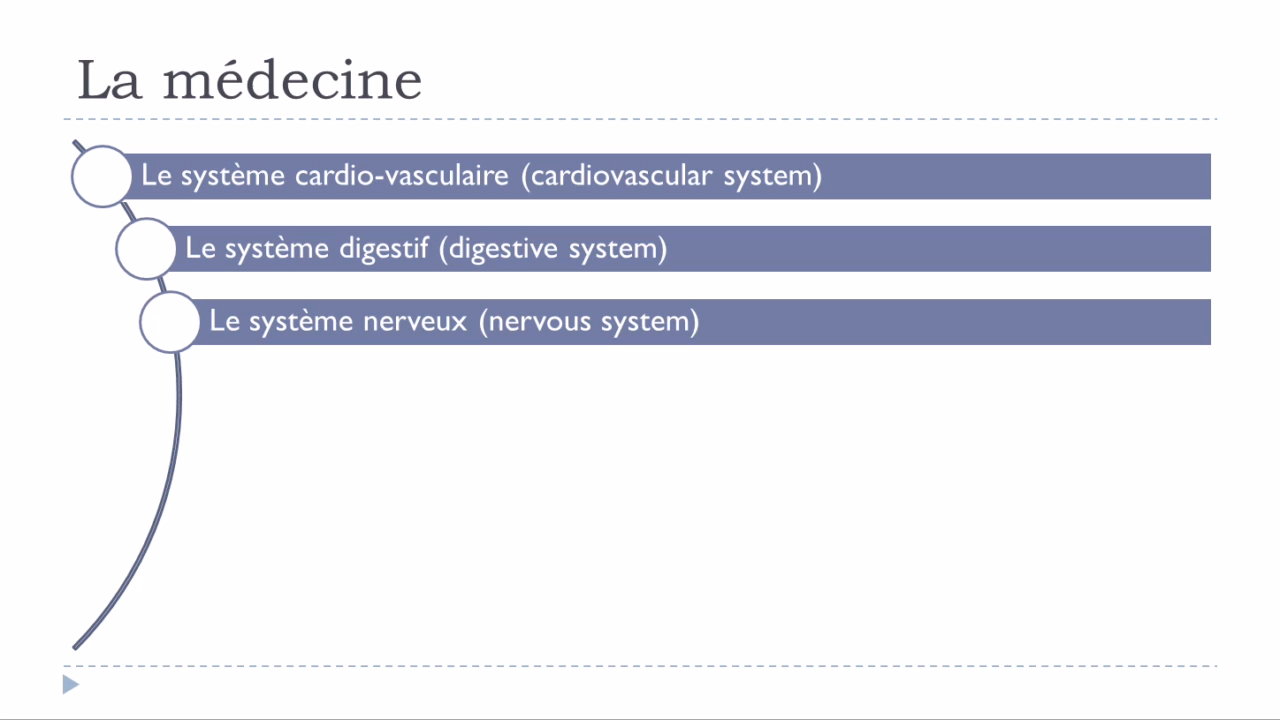 La médecine
Le système cardio-vasculaire (cardiovascular system)
Le système digestif (digestive system)
Le système nerveux (nervous system)